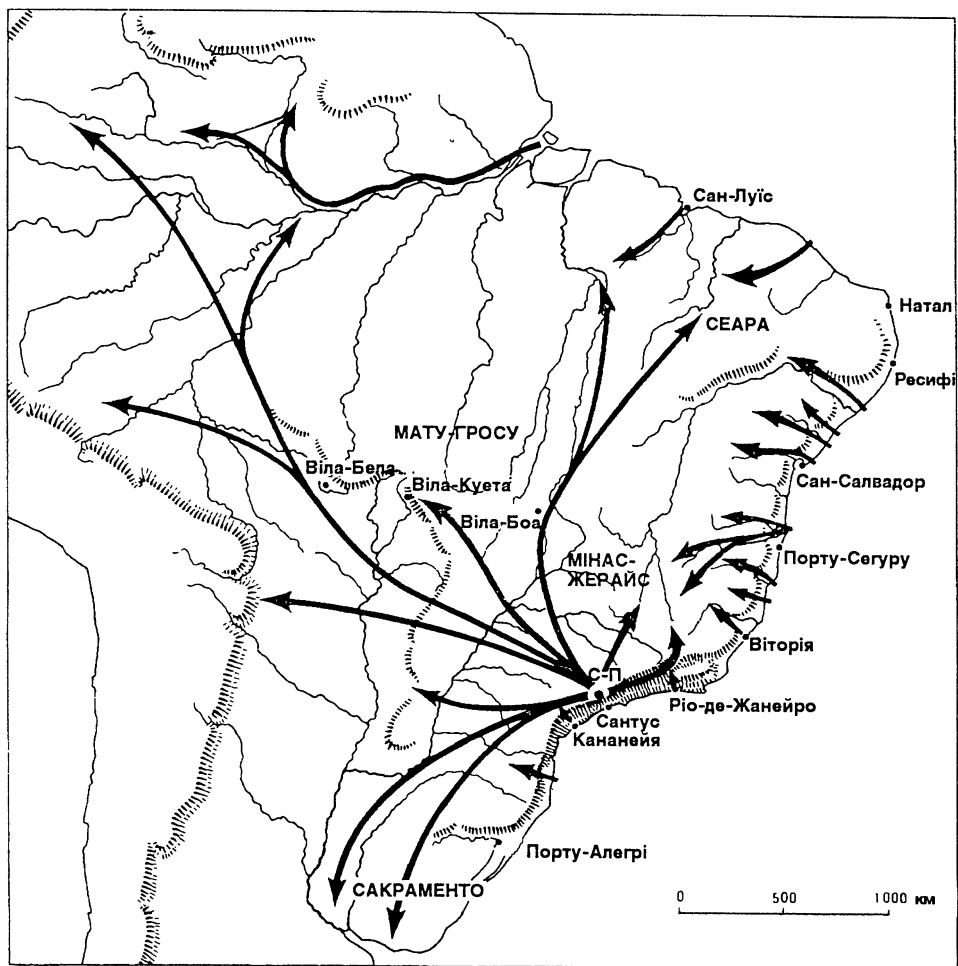 Сан-Луїс
Натал
СЕАРА
Ресифі
МАТУ-ГРОСУ
Віла-Бела
Віла-Куета
Сан-Салвадор
Віла-Боа
МІНАС-
ЖЕРАЙС
Порту-Сегуру
Віторія
С-П
Ріо-де-Жанейро
Сантус
Кананейя
Порту-Алегрі
САКРАМЕНТО
0 500 1000 км